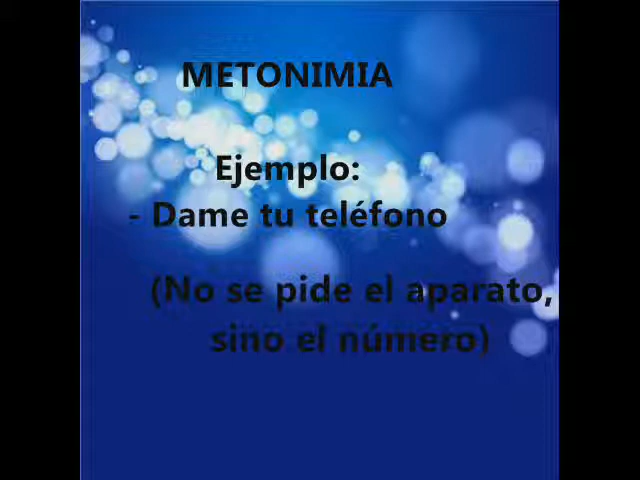 METONIMIA
Ejemplo:
- Dame tu teléfono
(No se pide el aparato,
sino el número)